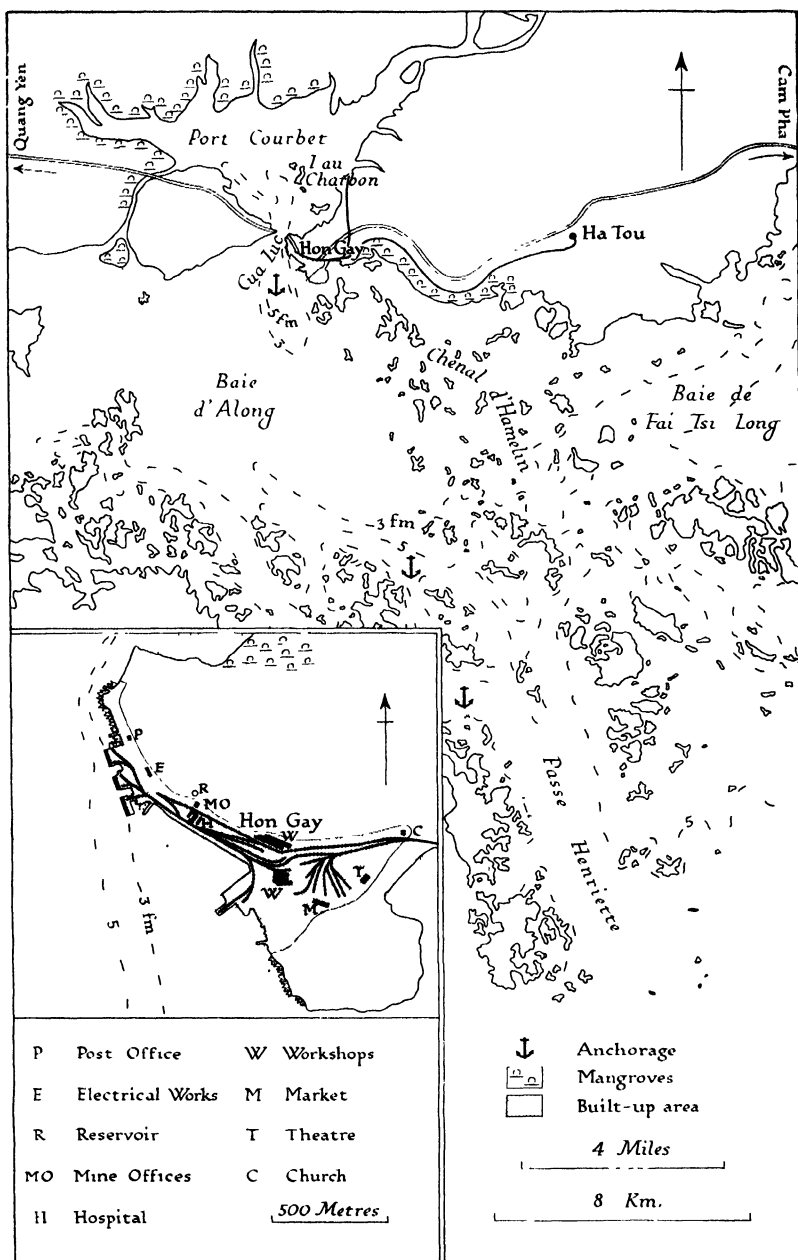 Quang Yen
Cam Pha
Port Courbet
I au
Charbon
Ha Tou
Hon Gay
Cua Luc
5 fm
3
Chenal
d'Hamelin
Baie
d'Along
Baie de
Fai Tsi Long
3 fm
5
5
Passe
Henriette
5
P
E
R
MO
H
Hon Gay
W
C
W
T
M
3 fm
5
P Post Office
E Electrical Works
R Reservoir
MO Mine Offices
H Hospital
W Workshops
M Market
T Theatre
C Church
500 Metres
Anchorage
Mangroves
Built-up area
4 Miles
8 Km.